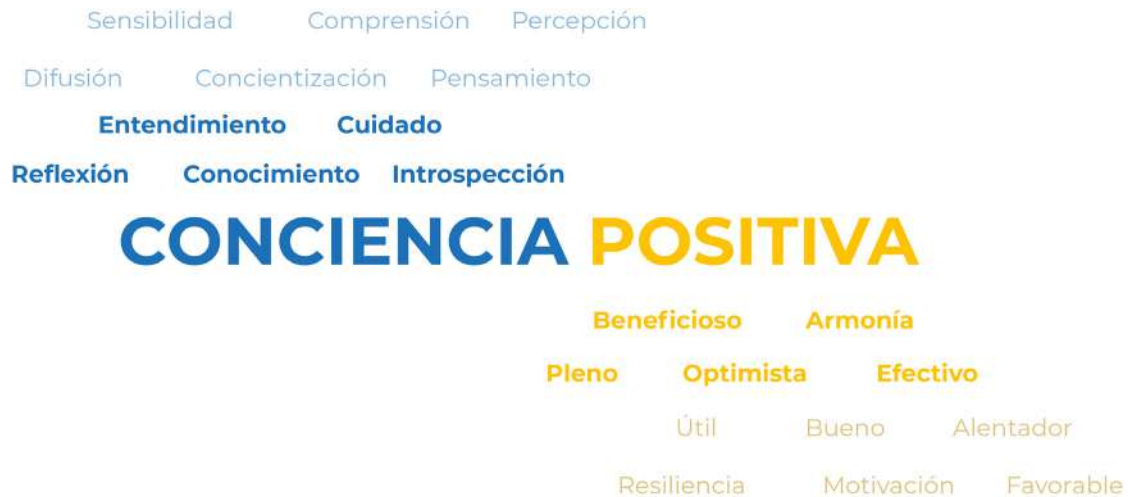 Sensibilidad Comprensión Percepción
Difusión Concientización Pensamiento
Entendimiento Cuidado
Reflexión Conocimiento Introspección
CONCIENCIA POSITIVA
Beneficioso Armonía
Pleno Optimista Efectivo
Útil Bueno Alentador
Resiliencia Motivación Favorable